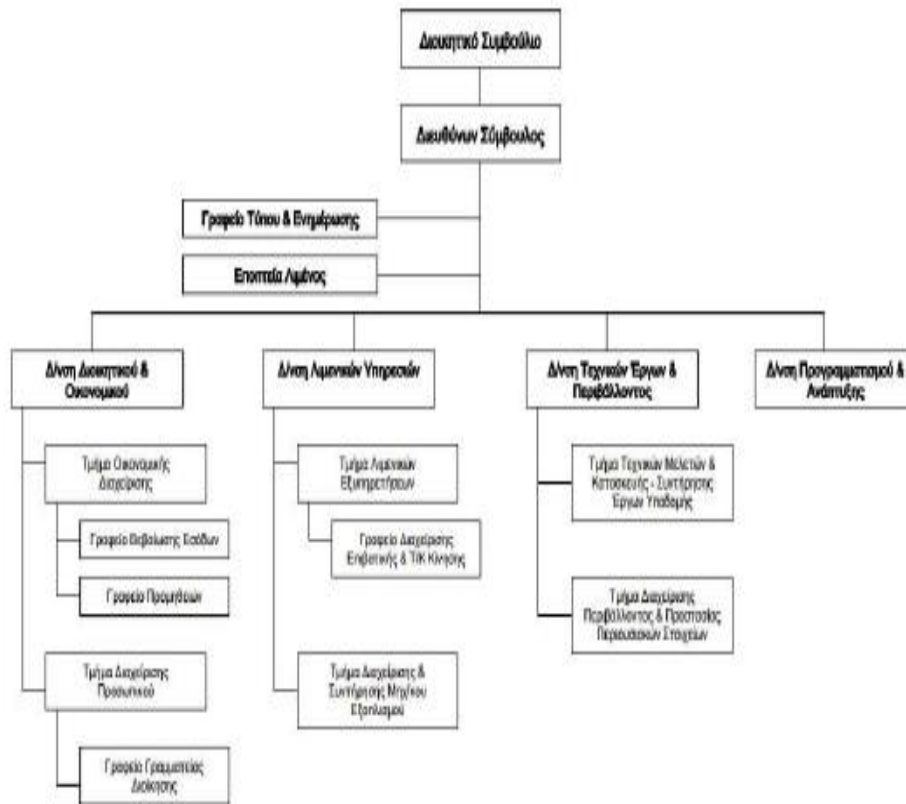 Διοικητικό Συμβούλιο
Διευθύνων Σύμβουλος
Γραφείο Τύπου & Ενημέρωσης
Εποπτεία Λιμένος
Δ/νση Διοικητικού &
Οικονομικού
Δ/νση Λιμενικών Υπηρεσιών
Δ/νση Τεχνικών Έργων &
Περιβάλλοντος
Δ/νση Προγραμματισμού &
Ανάπτυξης
Τμήμα Οικονομικής
Διαχείρισης
Γραφείο Βεβαίωσης Εσόδων
Γραφείο Προμηθειών
Τμήμα Διαχείρισης
Προσωπικού
Γραφείο Γραμματείας
Διοίκησης
Τμήμα Λιμενικών
Εξυπηρετήσεων
Γραφείο Διαχείρισης
Επιβατικής & Τ/Κ Κίνησης
Τμήμα Διαχείρισης &
Συντήρησης Μηχ/κου
Εξοπλισμού
Τμήμα Τεχνικών Μελετών &
Κατασκευής - Συντήρησης
Έργων Υποδομής
Τμήμα Διαχείρισης
Περιβάλλοντος & Προστασίας
Περιουσιακών Στοιχείων